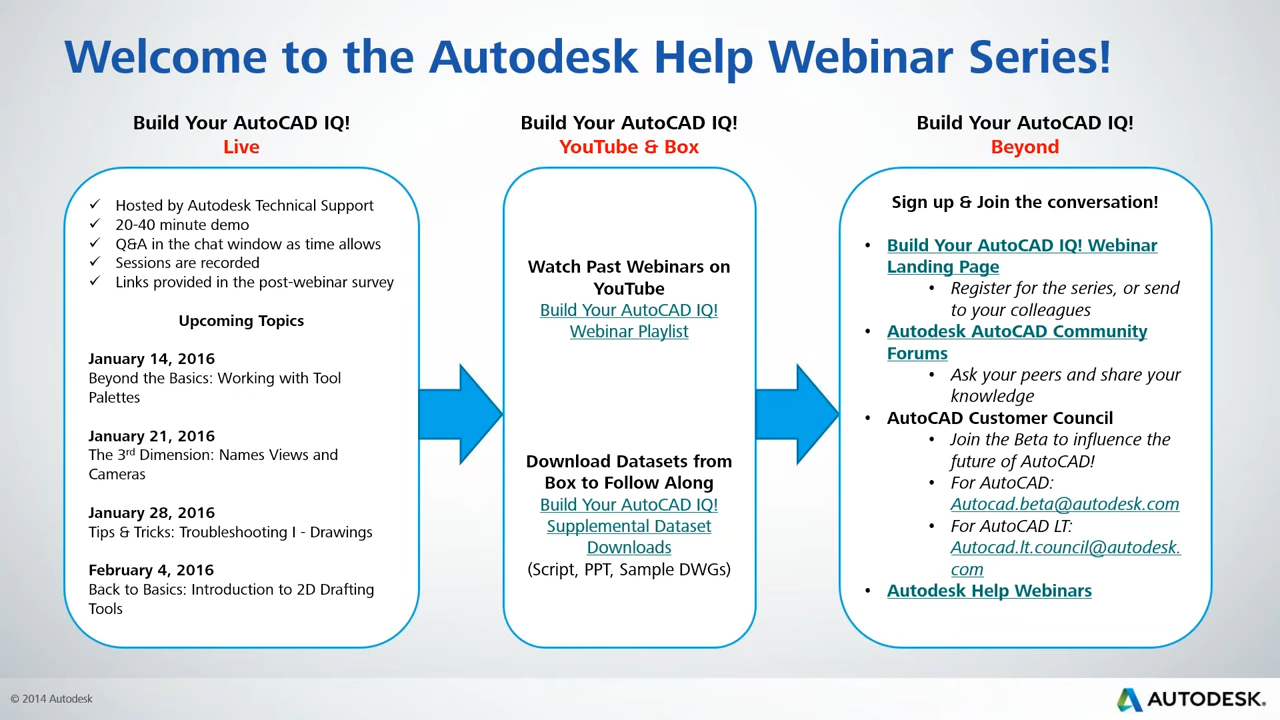 Welcome to the Autodesk Help Webinar Series!
Build Your AutoCAD IQ!
Live
✓ Hosted by Autodesk Technical Support
✓ 20-40 minute demo
✓ Q&A in the chat window as time allows
✓ Sessions are recorded
✓ Links provided in the post-webinar survey
Upcoming Topics
January 14, 2016
Beyond the Basics: Working with Tool
Palettes
January 21, 2016
The 3rd Dimension: Names Views and
Cameras
January 28, 2016
Tips & Tricks: Troubleshooting I - Drawings
February 4, 2016
Back to Basics: Introduction to 2D Drafting
Tools
Build Your AutoCAD IQ!
YouTube & Box
Watch Past Webinars on
YouTube
Build Your AutoCAD IQ!
Webinar Playlist
Download Datasets from
Box to Follow Along
Build Your AutoCAD IQ!
Supplemental Dataset
Downloads
(Script, PPT, Sample DWGs)
Build Your AutoCAD IQ!
Beyond
Sign up & Join the conversation!
• Build Your AutoCAD IQ! Webinar
Landing Page
• Register for the series, or send
to your colleagues
• Autodesk AutoCAD Community
Forums
• Ask your peers and share your
knowledge
• AutoCAD Customer Council
• Join the Beta to influence the
future of AutoCAD!
• For AutoCAD:
Autocad.beta@autodesk.com
• For AutoCAD LT:
Autocad.lt.council@autodesk.
com
• Autodesk Help Webinars
© 2014 Autodesk
AUTODESK.